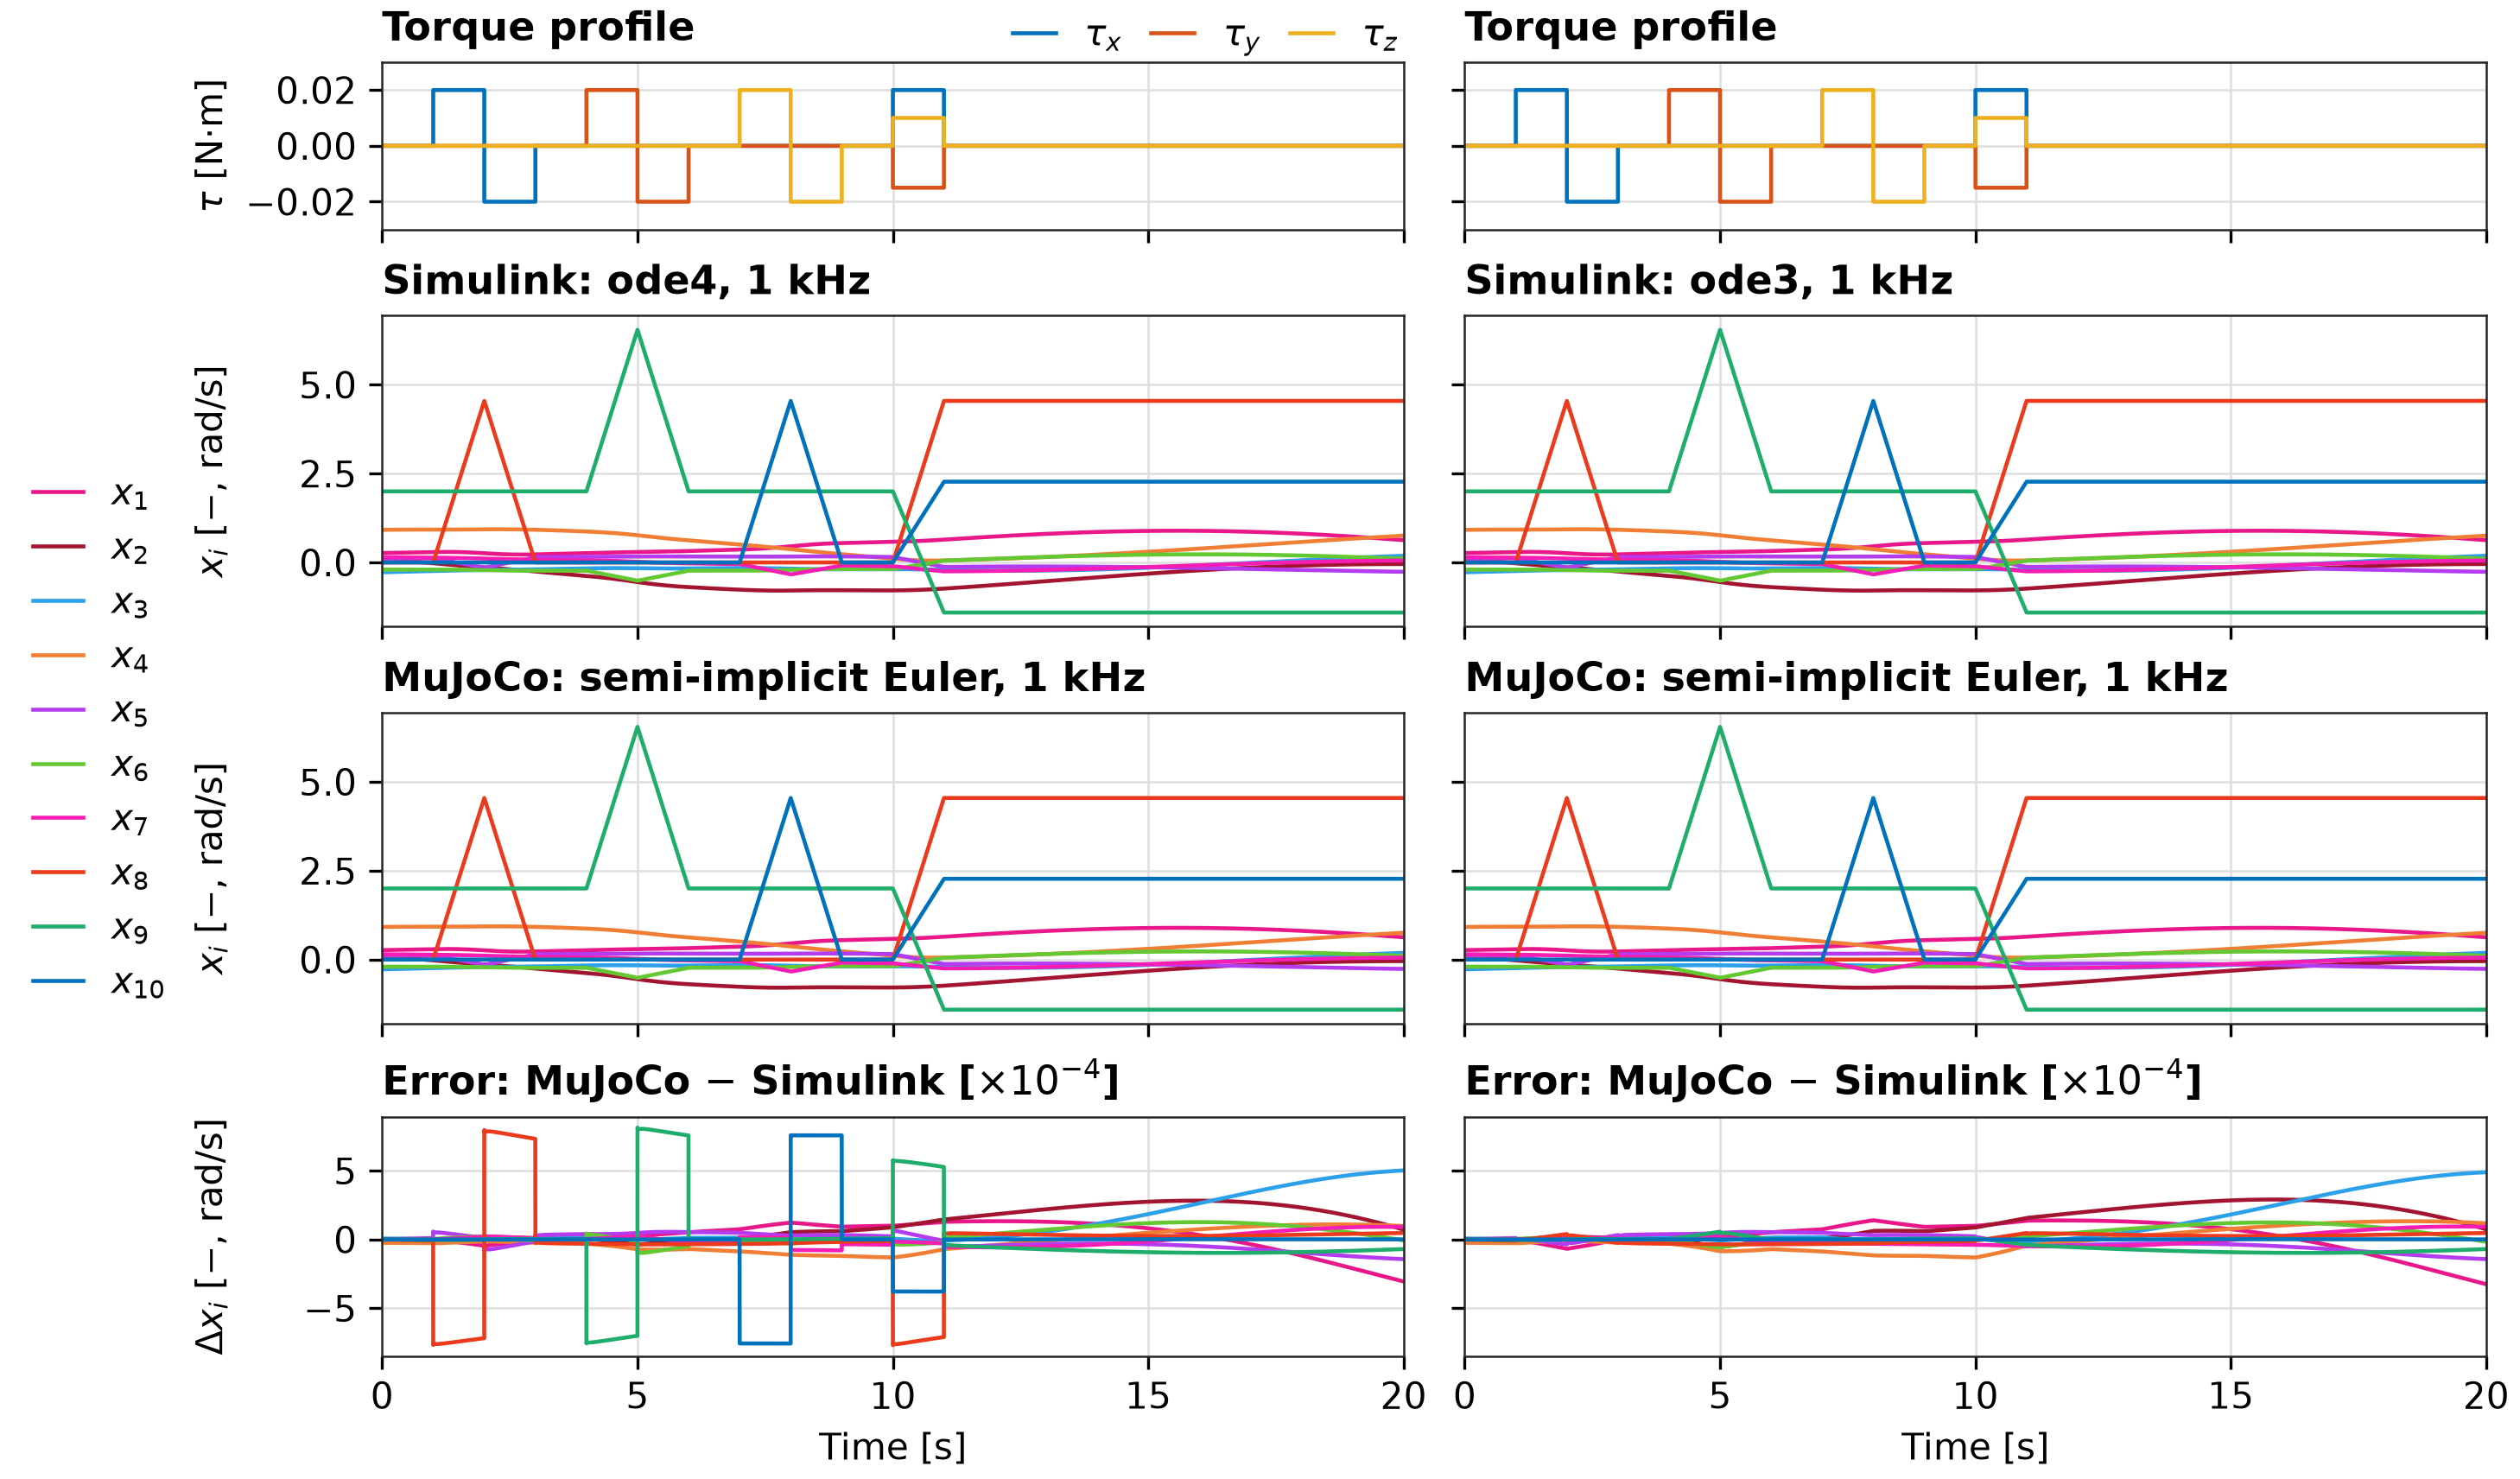 Torque profile
τx τy τz
Torque profile
τ [N·m]
0.02
0.00
−0.02
Simulink: ode4, 1 kHz
Simulink: ode3, 1 kHz
xi [−, rad/s]
5.0
2.5
0.0
x1
x2
x3
x4
x5
x6
x7
x8
x9
x10
MuJoCo: semi-implicit Euler, 1 kHz
MuJoCo: semi-implicit Euler, 1 kHz
xi [−, rad/s]
5.0
2.5
0.0
Error: MuJoCo − Simulink [×10⁻⁴]
Error: MuJoCo − Simulink [×10⁻⁴]
Δxi [−, rad/s]
5
0
−5
0 5 10 15 20
0 5 10 15 20
Time [s]
Time [s]